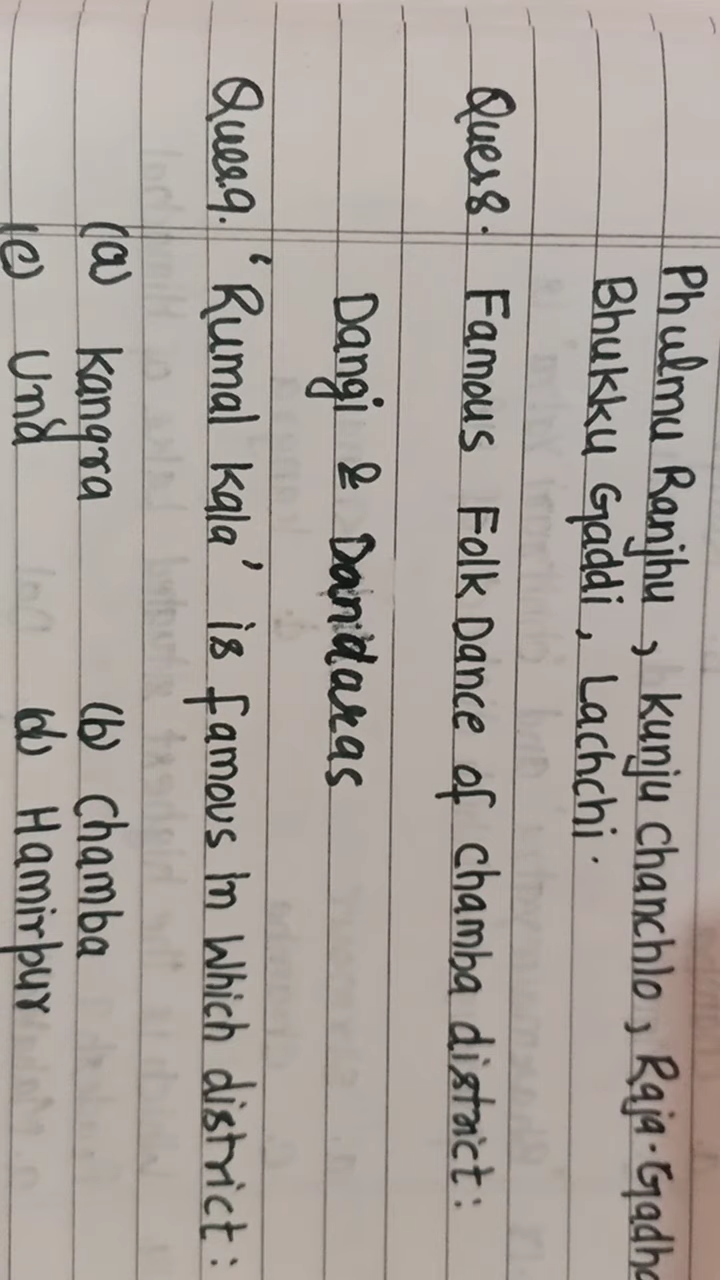 Phulmu Ranjhu, Kunju Chanchlo, Raja-Gadha
Bhukku Gaddi, Lachchi.
Ques8. Famous Folk Dance of Chamba district:
Dangi & Dandaras
Ques9. 'Rumal Kala' is famous in which district:
(a) Kangra (b) Chamba
(c) Una (d) Hamirpur